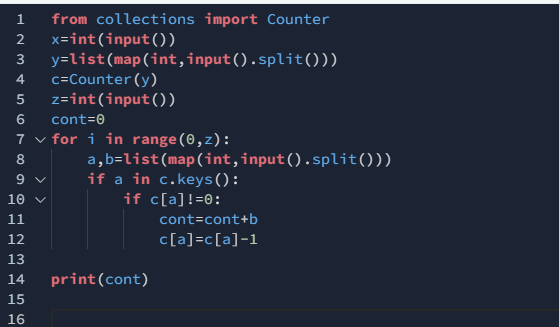 1 from collections import Counter
2 x=int(input())
3 y=list(map(int,input().split()))
4 c=Counter(y)
5 z=int(input())
6 cont=0
7 for i in range(0,z):
8     a,b=list(map(int,input().split()))
9     if a in c.keys():
10         if c[a]!=0:
11             cont=cont+b
12             c[a]=c[a]-1
13
14 print(cont)
15
16